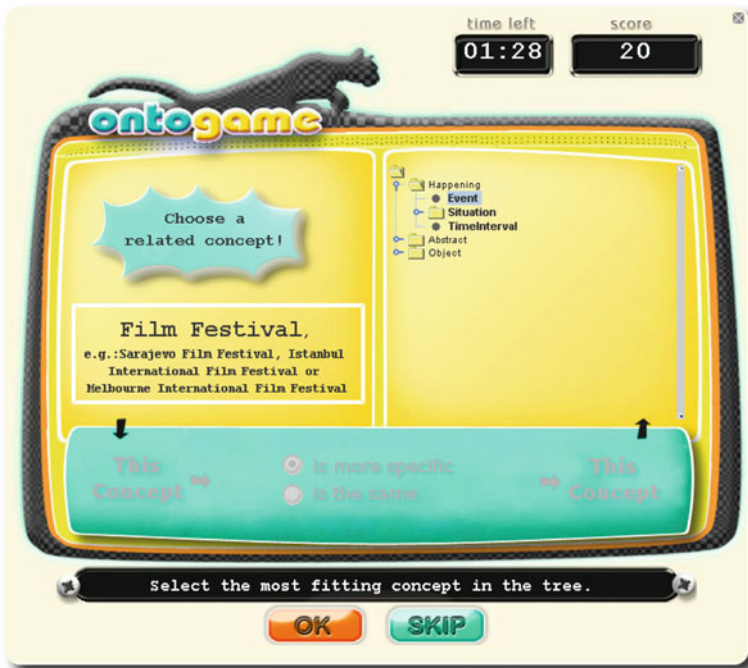 time left
score
01:28
20
ontogame
Choose a
related concept!
Happening
Event
Situation
TimeInterval
Abstract
Object
Film Festival,
e.g.:Sarajevo Film Festival, Istanbul
International Film Festival or
Melbourne International Film Festival
This
Concept
is more specific
is the same
This
Concept
Select the most fitting concept in the tree.
OK
SKIP